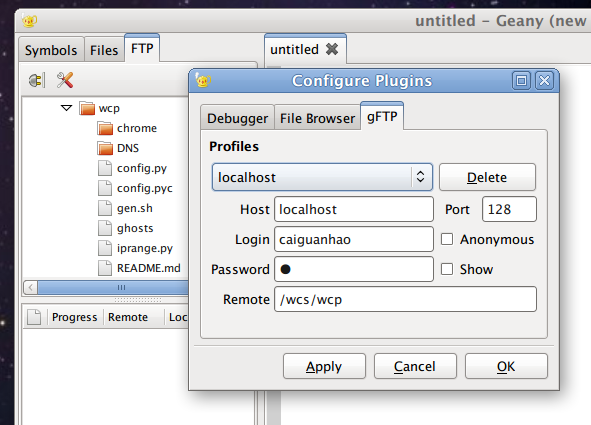 untitled – Geany (new
Symbols Files FTP
untitled
wcp
chrome
DNS
config.py
config.pyc
gen.sh
ghosts
iprange.py
README.md
Progress Remote Loc
Configure Plugins
Debugger File Browser gFTP
Profiles
localhost Delete
Host localhost Port 128
Login caiguanhao Anonymous
Password ● Show
Remote /wcs/wcp
Apply Cancel OK